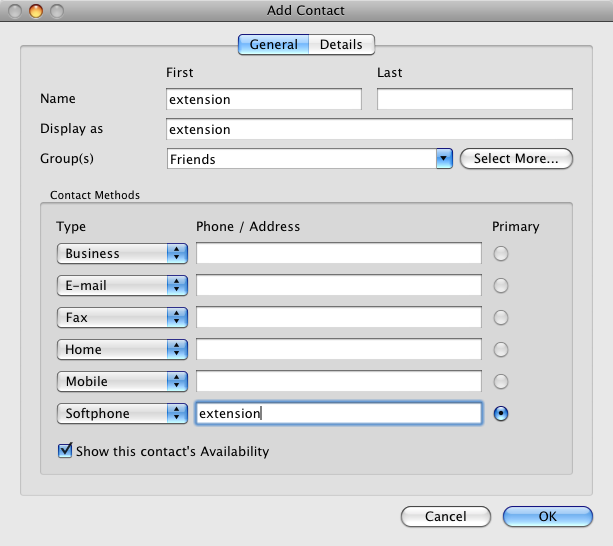 Add Contact
General Details
First Last
Name extension
Display as extension
Group(s) Friends Select More...
Contact Methods
Type Phone / Address Primary
Business
E-mail
Fax
Home
Mobile
Softphone extension
Show this contact's Availability
Cancel OK